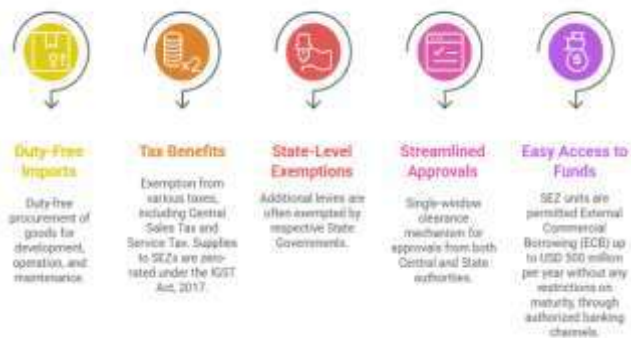 x2
$
Duty-Free
Imports
Duty-free
procurement of
goods for
development,
operation, and
maintenance.
Tax Benefits
Exemption from
various taxes,
including Central
Sales Tax and
Service Tax. Supplies
to SEZs are zero-
rated under the IGST
Act, 2017.
State-Level
Exemptions
Additional levies are
often exempted by
respective State
Governments.
Streamlined
Approvals
Single-window
clearance
mechanism for
approvals from both
Central and State
authorities.
Easy Access to
Funds
SEZ units are
permitted External
Commercial
Borrowing (ECB) up
to USD 500 million
per year without any
restrictions on
maturity, through
authorized banking
channels.